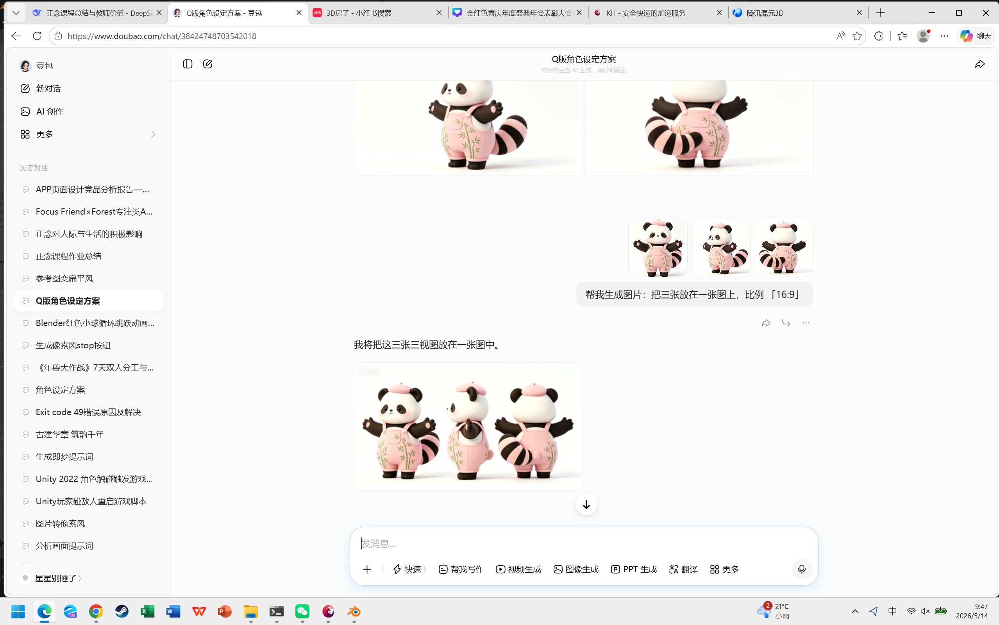 正念课程总结与教师价值 - DeepSe
Q版角色设定方案 - 豆包
3D房子 - 小红书搜索
金红色喜庆年度盛典年会表彰大会
KH - 安全快速的加速服务
腾讯混元3D
https://www.doubao.com/chat/38424748703542018
聊天
豆包
新对话
AI 创作
更多
历史对话
APP页面设计竞品分析报告—...
Focus Friend×Forest专注类A...
正念对人际与生活的积极影响
正念课程作业总结
参考图变扁平风
Q版角色设定方案
Blender红色小球循环跳跃动画...
生成像素风stop按钮
《年兽大作战》7天双人分工与...
角色设定方案
Exit code 49错误原因及解决
古建华章 筑韵千年
生成即梦提示词
Unity 2022 角色触碰触发游戏...
Unity玩家碰敌人重启游戏脚本
图片转像素风
分析画面提示词
星星别睡了
Q版角色设定方案
内容由豆包 AI 生成，请仔细甄别
帮我生成图片：把三张放在一张图上，比例 「16:9」
我将把这三张三视图放在一张图中。
发消息...
快速
帮我写作
视频生成
图像生成
PPT 生成
翻译
更多
2
21°C
小雨
中
9:47
2026/5/14